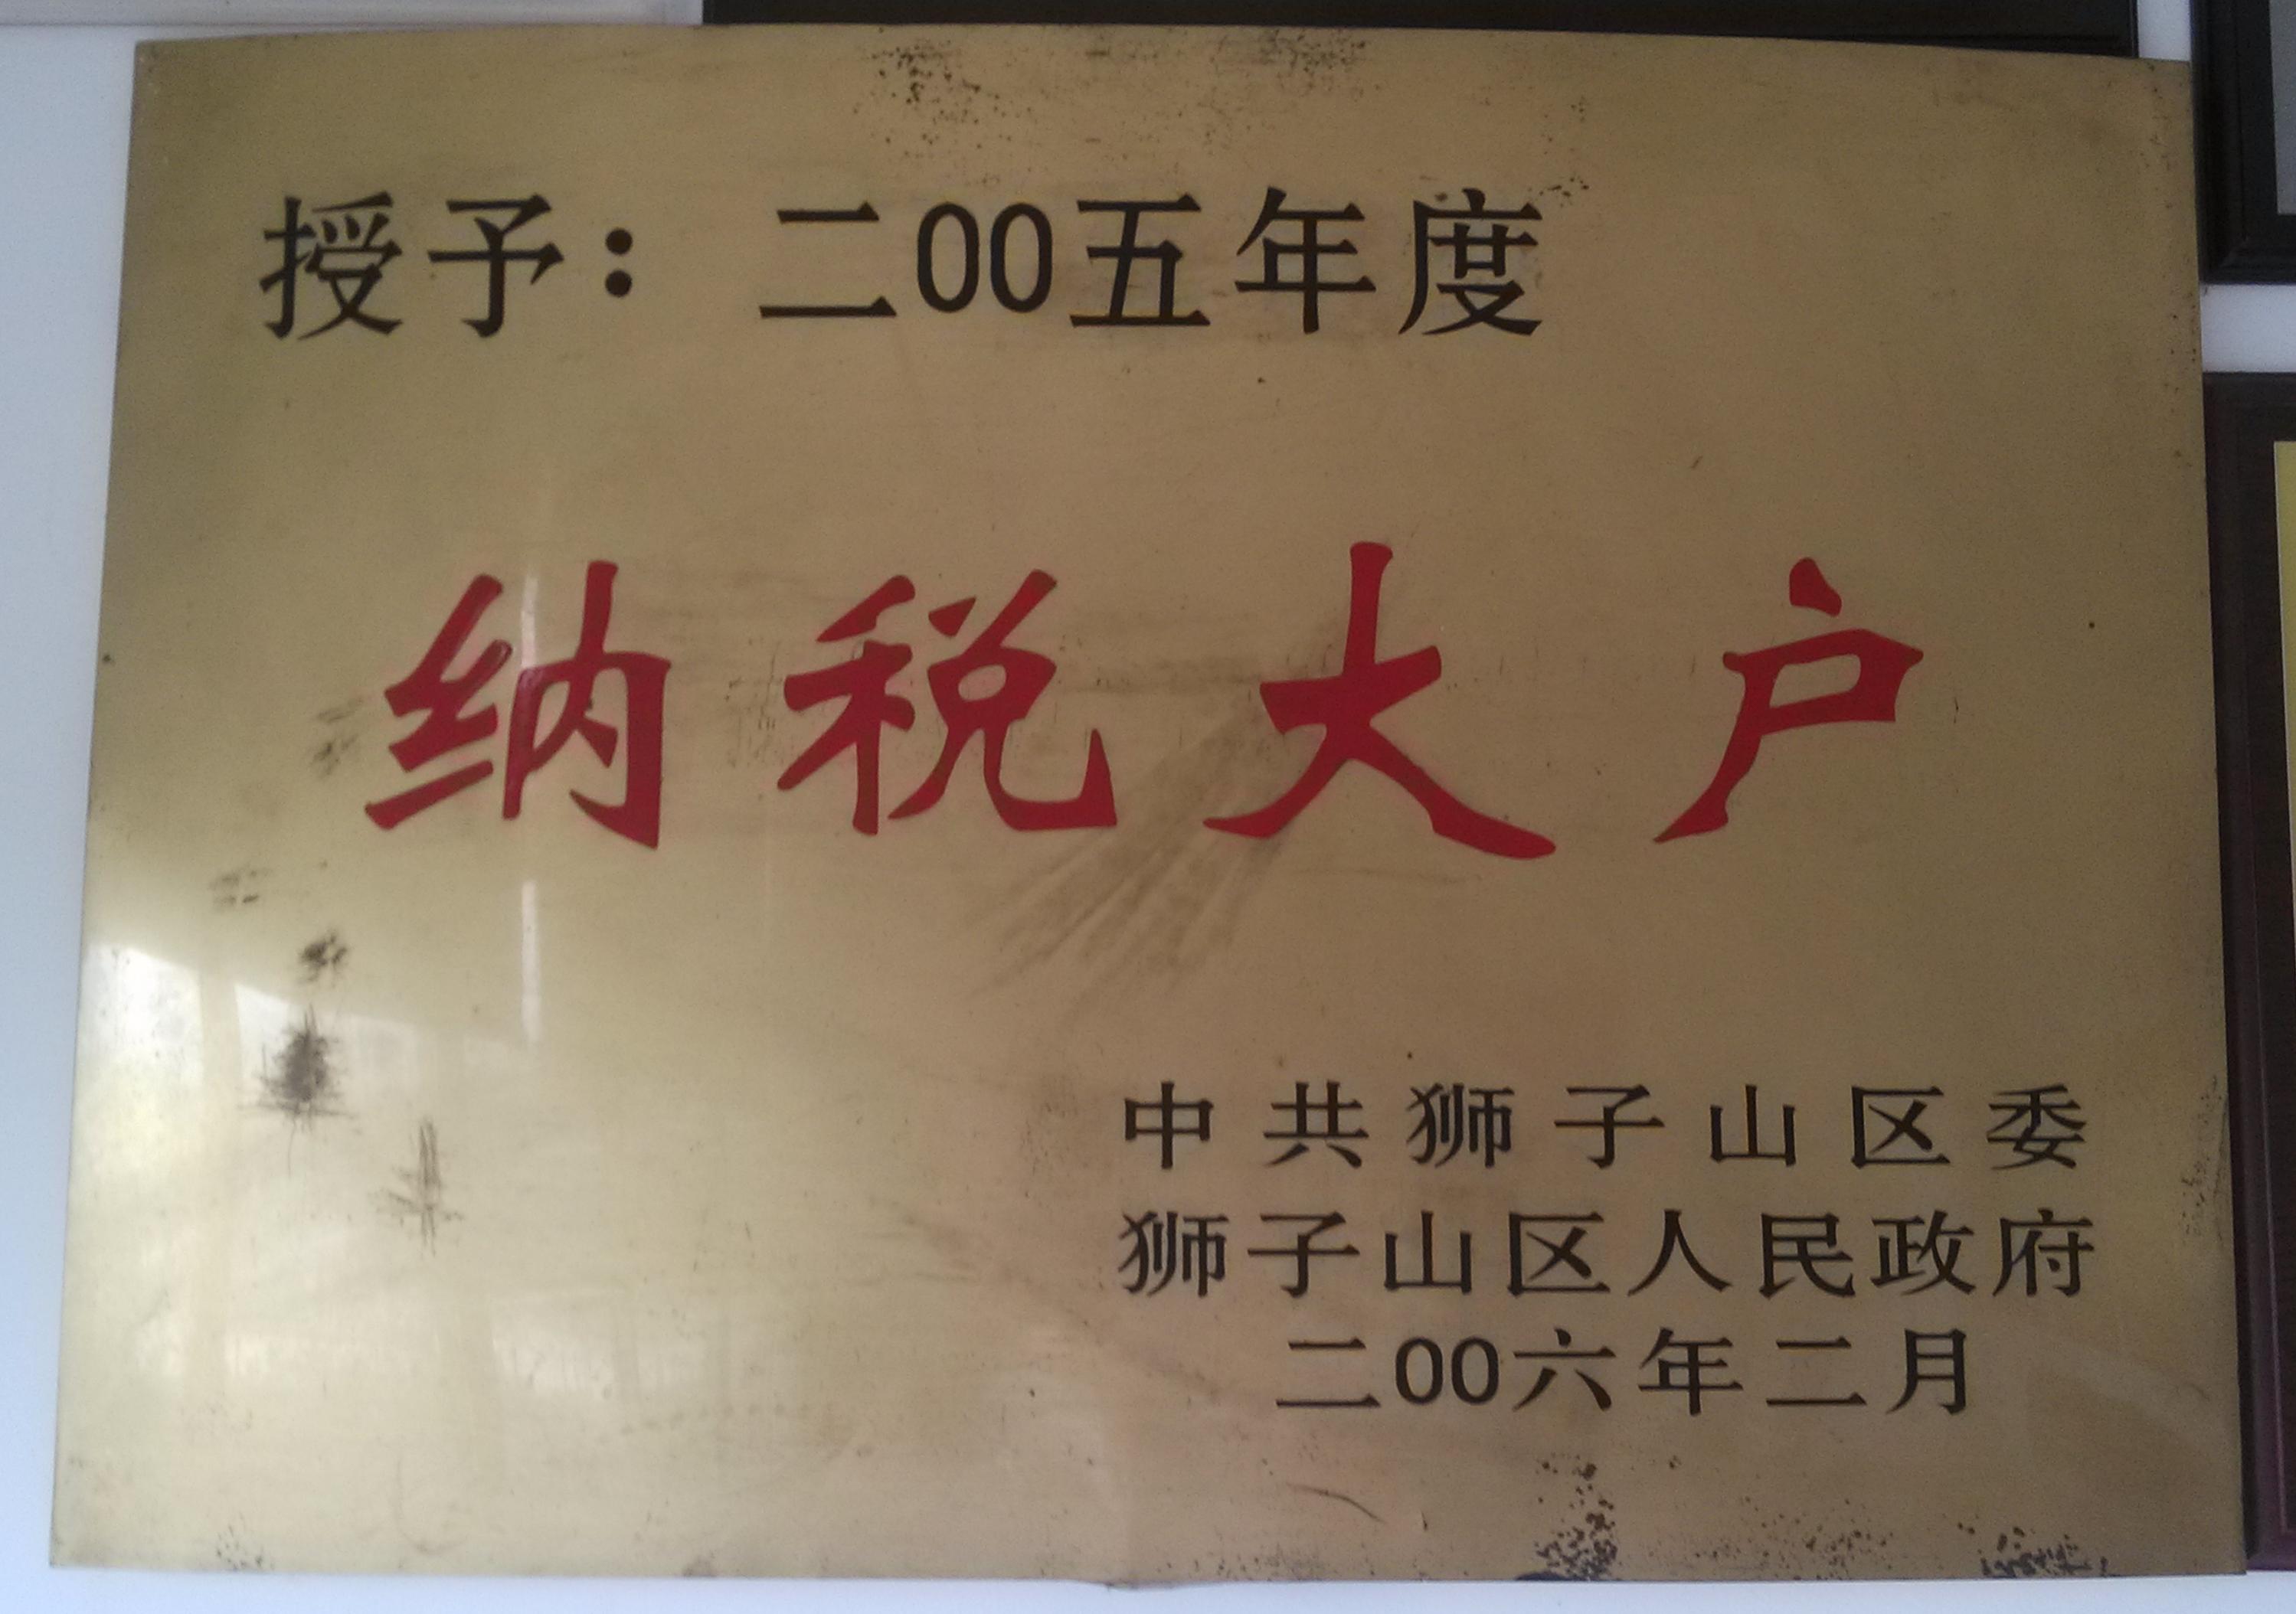 授予：二00五年度
纳税大户
中共狮子山区委
狮子山区人民政府
二00六年二月